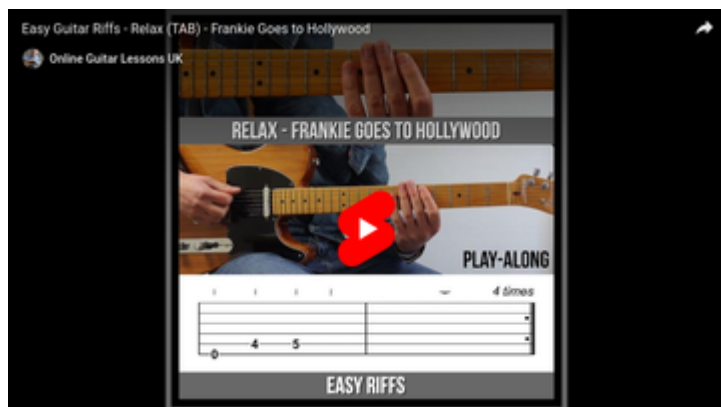 Easy Guitar Riffs - Relax (TAB) - Frankie Goes to Hollywood
Online Guitar Lessons UK
RELAX - FRANKIE GOES TO HOLLYWOOD
PLAY-ALONG
4 times
0 4 5
EASY RIFFS